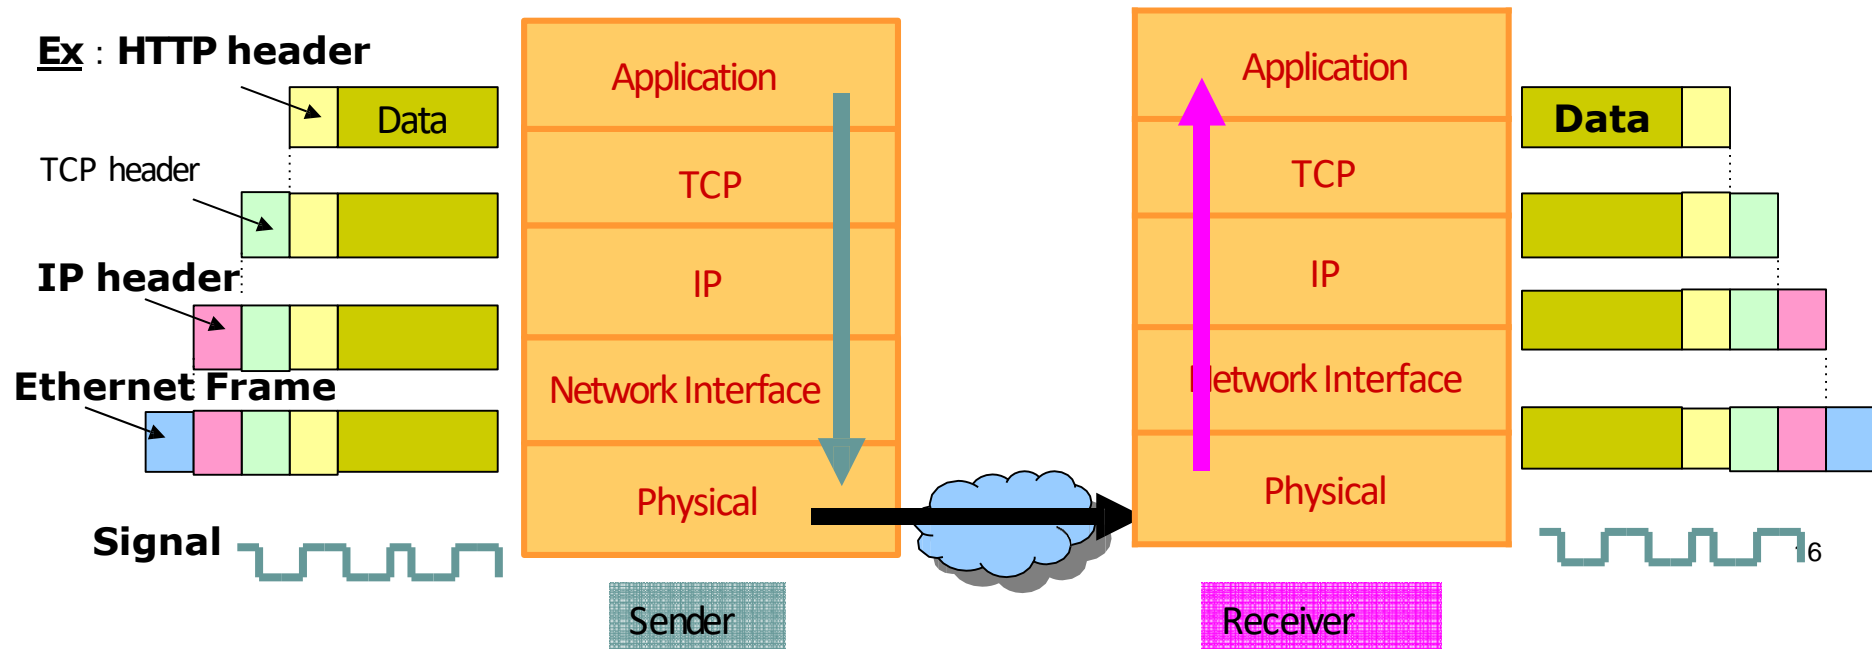 Ex : HTTP header
Data
TCP header
IP header
Ethernet Frame
Signal
Application
TCP
IP
Network Interface
Physical
Sender
Application
TCP
IP
Network Interface
Physical
Receiver
Data
16